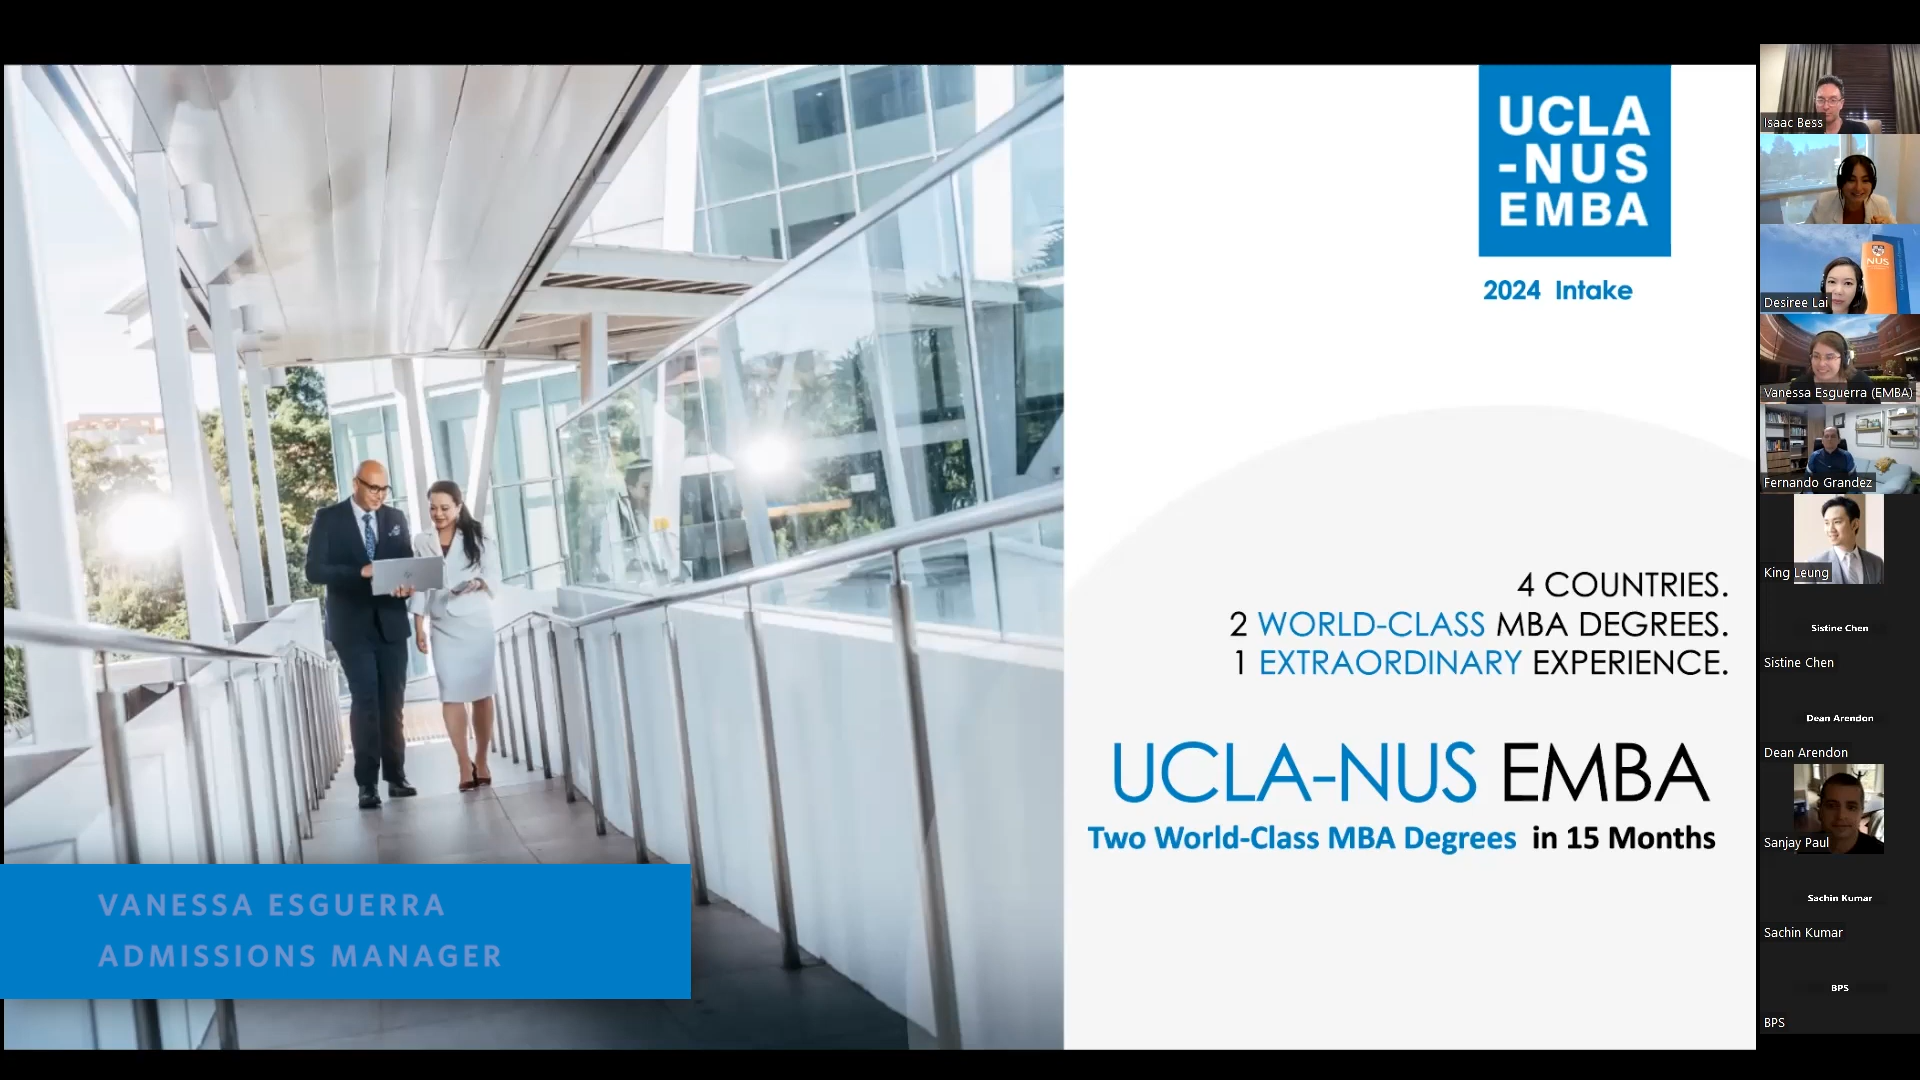 UCLA
-NUS
EMBA
2024 Intake
4 COUNTRIES.
2 WORLD-CLASS MBA DEGREES.
1 EXTRAORDINARY EXPERIENCE.
UCLA-NUS EMBA
Two World-Class MBA Degrees in 15 Months
VANESSA ESGUERRA
ADMISSIONS MANAGER
Isaac Bess
NUS
Desiree Lai
Vanessa Esguerra (EMBA)
Fernando Grandez
King Leung
Sistine Chen
Sistine Chen
Dean Arendon
Dean Arendon
Sanjay Paul
Sachin Kumar
Sachin Kumar
BPS
BPS